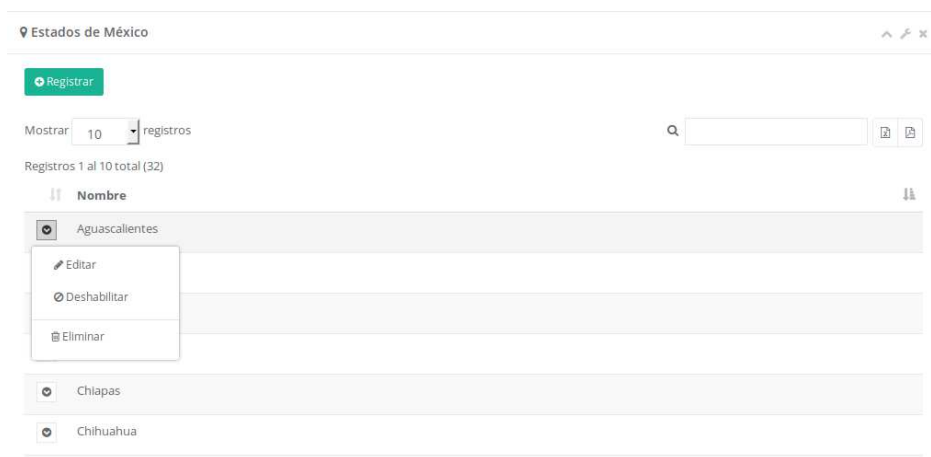 Estados de México
Registrar
Mostrar 10 registros
Registros 1 al 10 total (32)
Nombre
Aguascalientes
Editar
Deshabilitar
Eliminar
Chiapas
Chihuahua